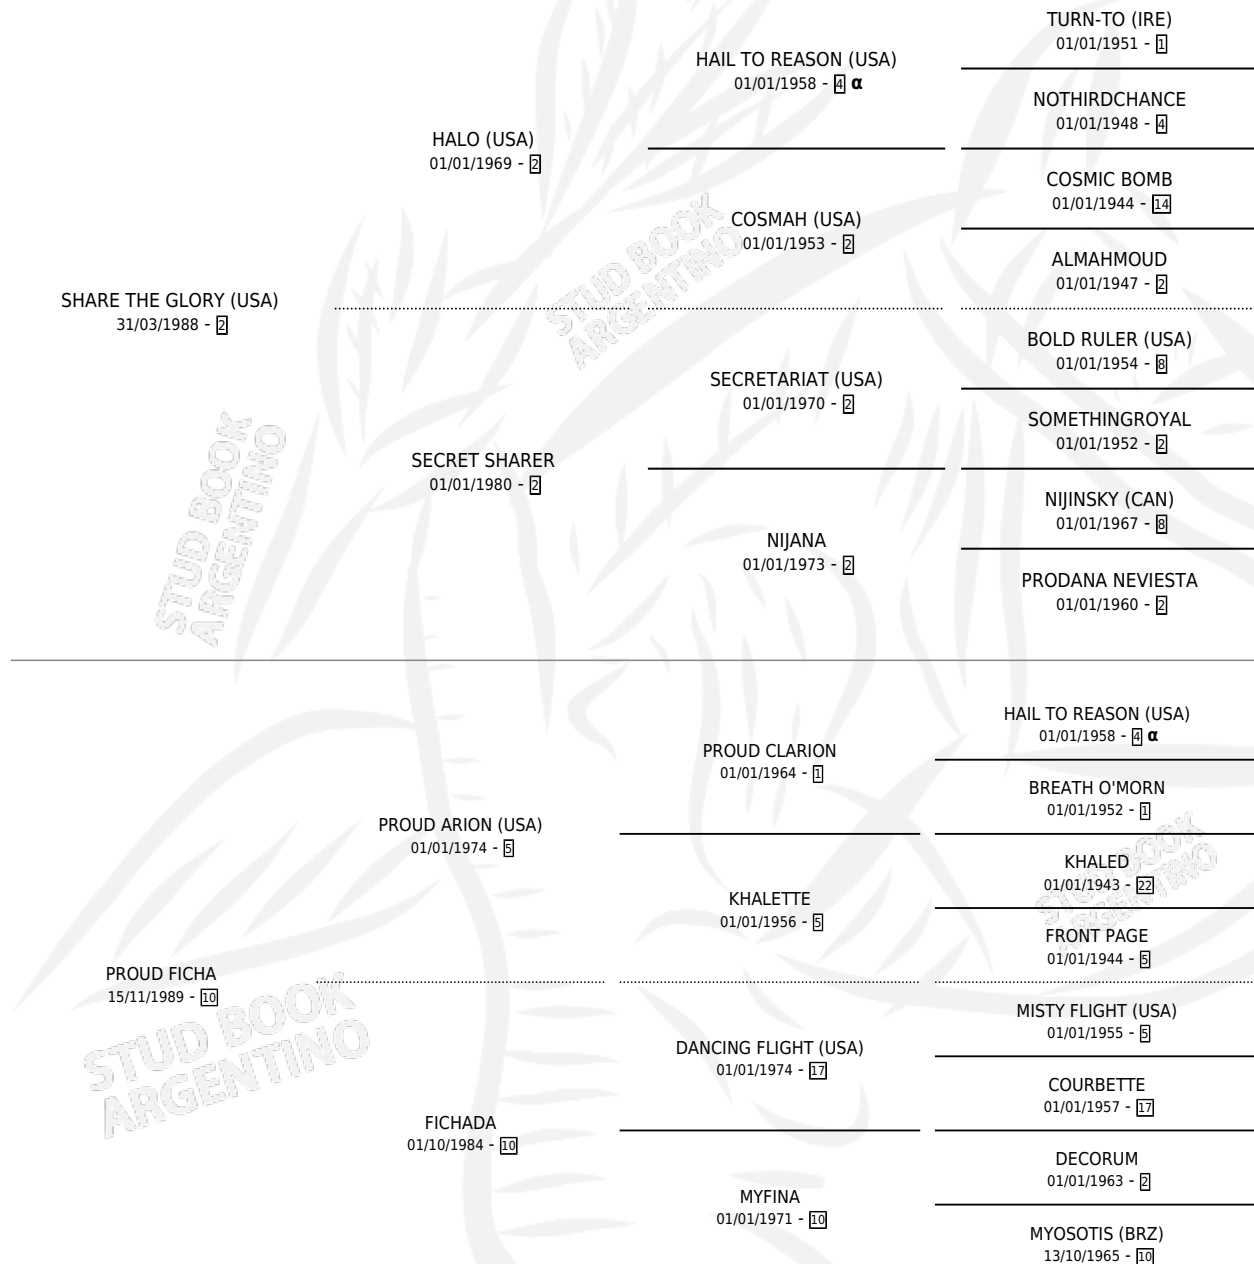 TURN-TO (IRE)
01/01/1951 - 1
HAIL TO REASON (USA)
01/01/1958 - 4 α
NOTHIRDCHANCE
01/01/1948 - 4
HALO (USA)
01/01/1969 - 2
COSMIC BOMB
01/01/1944 - 14
COSMAH (USA)
01/01/1953 - 2
ALMAHMOUD
01/01/1947 - 2
SHARE THE GLORY (USA)
31/03/1988 - 2
BOLD RULER (USA)
01/01/1954 - 8
SECRETARIAT (USA)
01/01/1970 - 2
SOMETHINGROYAL
01/01/1952 - 2
SECRET SHARER
01/01/1980 - 2
NIJINSKY (CAN)
01/01/1967 - 8
NIJANA
01/01/1973 - 2
PRODANA NEVIESTA
01/01/1960 - 2
HAIL TO REASON (USA)
01/01/1958 - 4 α
PROUD CLARION
01/01/1964 - 1
BREATH O'MORN
01/01/1952 - 1
PROUD ARION (USA)
01/01/1974 - 5
KHALED
01/01/1943 - 22
KHALETTE
01/01/1956 - 5
FRONT PAGE
01/01/1944 - 5
PROUD FICHA
15/11/1989 - 10
MISTY FLIGHT (USA)
01/01/1955 - 5
DANCING FLIGHT (USA)
01/01/1974 - 17
COURBETTE
01/01/1957 - 17
FICHADA
01/10/1984 - 10
DECORUM
01/01/1963 - 2
MYFINA
01/01/1971 - 10
MYOSOTIS (BRZ)
13/10/1965 - 10
STUD BOOK
ARGENTINO
STUD BOOK
ARGENTINO
STUD BOOK
ARGENTINO
STUD BOOK
ARGENTINO